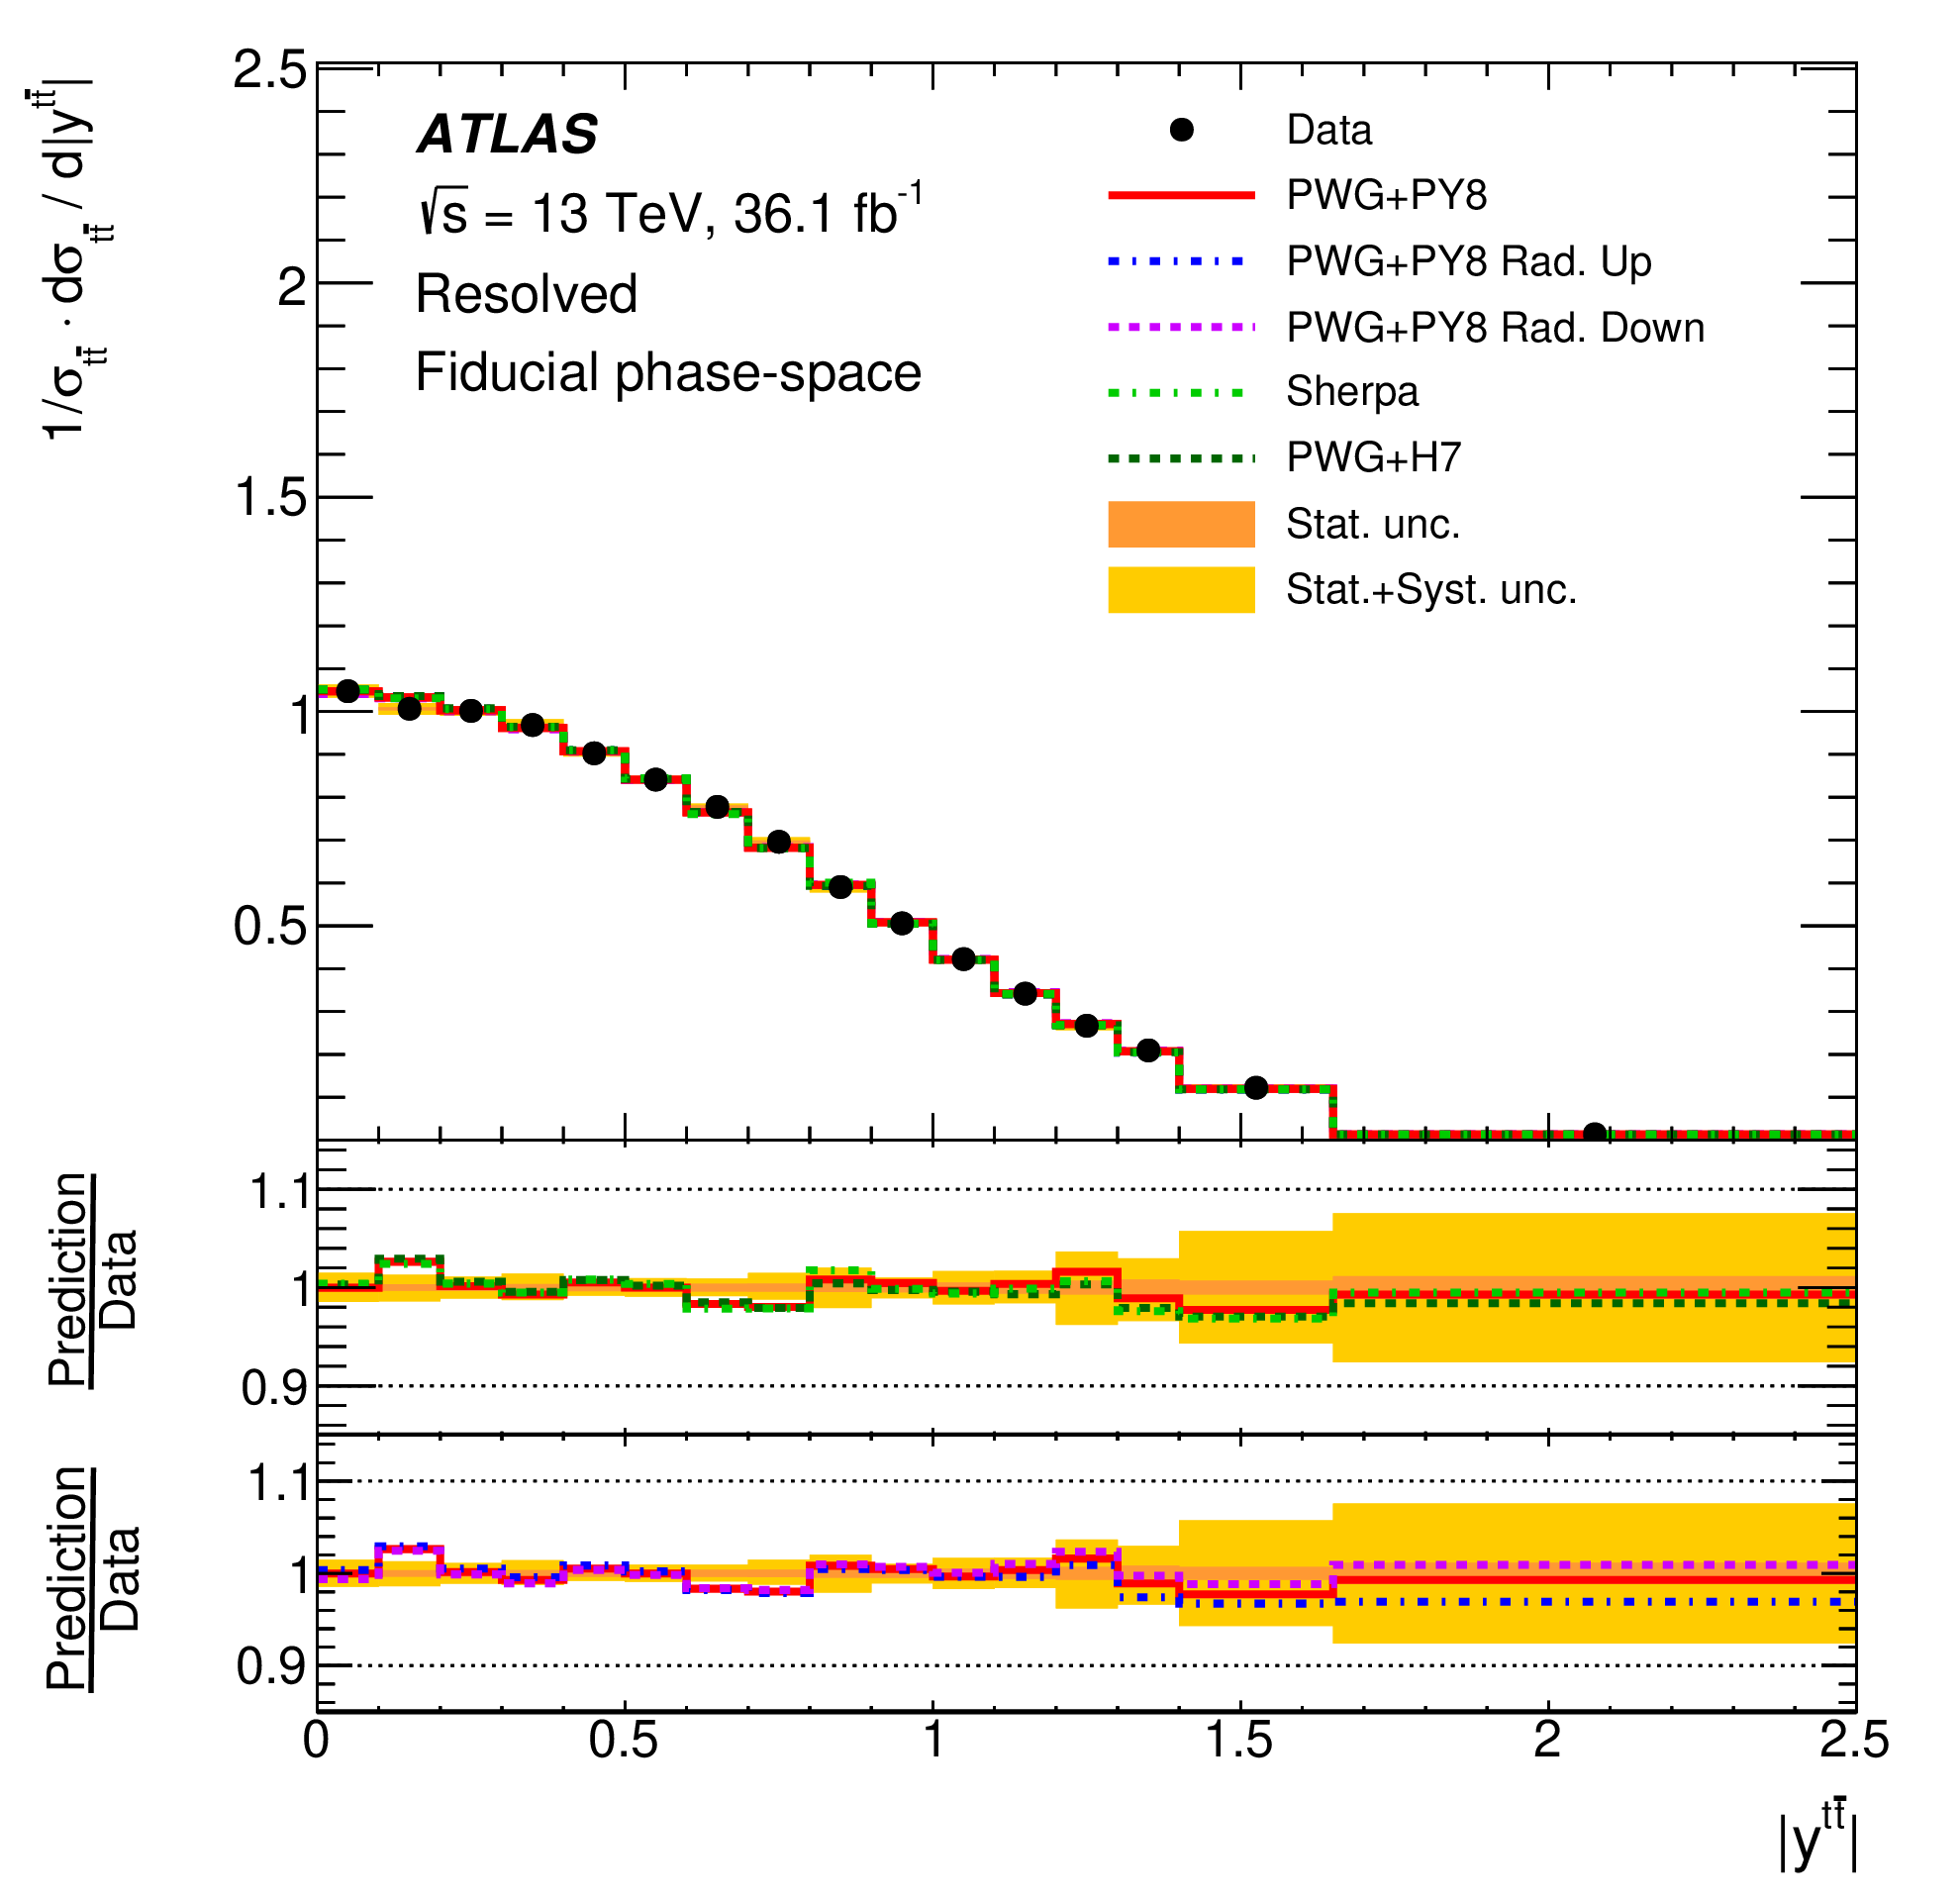 1/σ_tt̄ · dσ_tt̄ / d|y^tt̄|
2.5
2
1.5
1
0.5
ATLAS
√s = 13 TeV, 36.1 fb⁻¹
Resolved
Fiducial phase-space
Data
PWG+PY8
PWG+PY8 Rad. Up
PWG+PY8 Rad. Down
Sherpa
PWG+H7
Stat. unc.
Stat.+Syst. unc.
Prediction
Data
1.1
1
0.9
Prediction
Data
1.1
1
0.9
0 0.5 1 1.5 2 2.5
|y^tt̄|